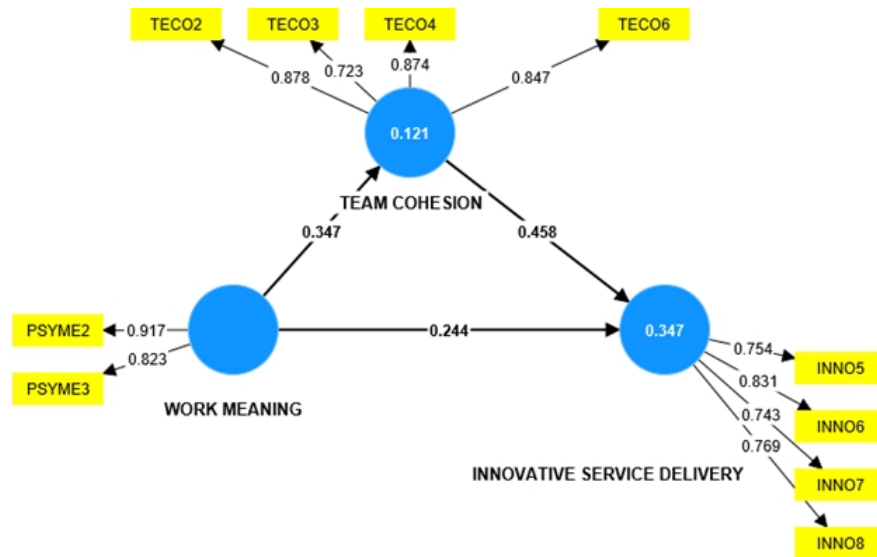 TECO2 TECO3 TECO4 TECO6
0.878 0.723 0.874 0.847
0.121
TEAM COHESION
0.347 0.458
PSYME2 0.917 0.244 0.347 0.754 INNO5
PSYME3 0.823 0.831 INNO6
WORK MEANING 0.743
0.769
INNOVATIVE SERVICE DELIVERY INNO7
INNO8